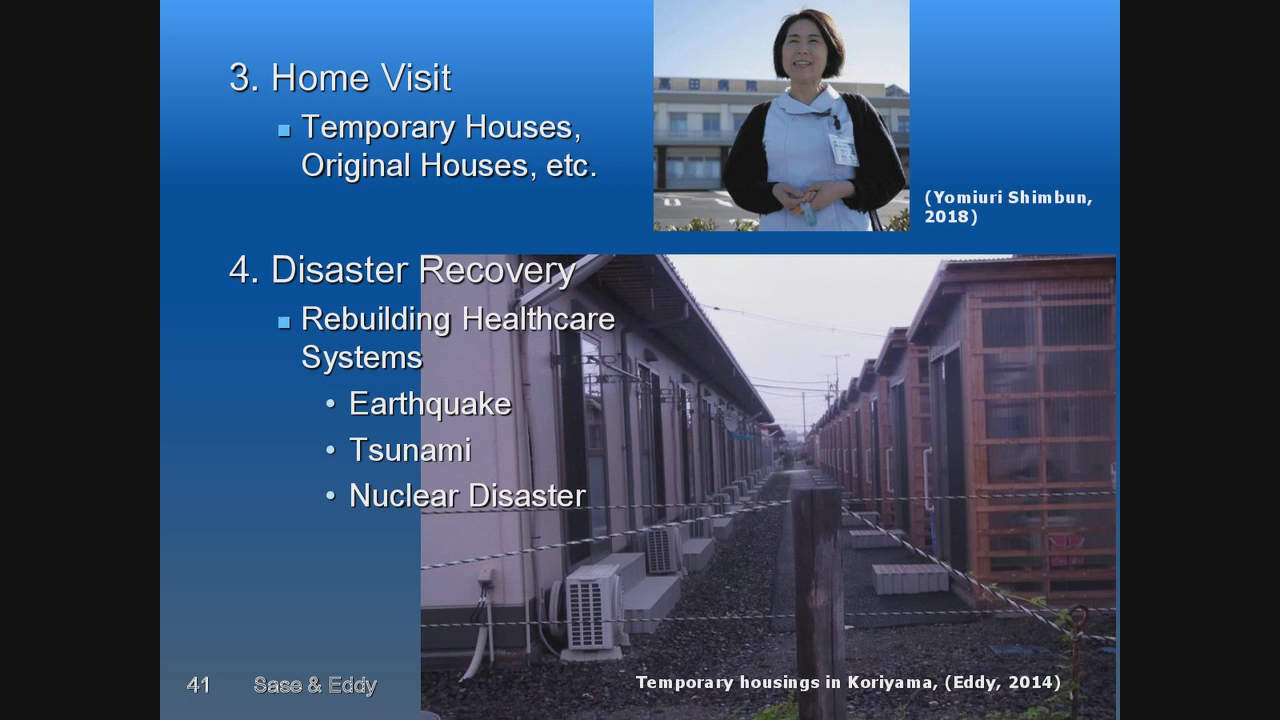 3. Home Visit
Temporary Houses,
Original Houses, etc.
高田病院
(Yomiuri Shimbun,
2018)
4. Disaster Recovery
Rebuilding Healthcare
Systems
• Earthquake
• Tsunami
• Nuclear Disaster
41 Sase & Eddy
Temporary housings in Koriyama, (Eddy, 2014)